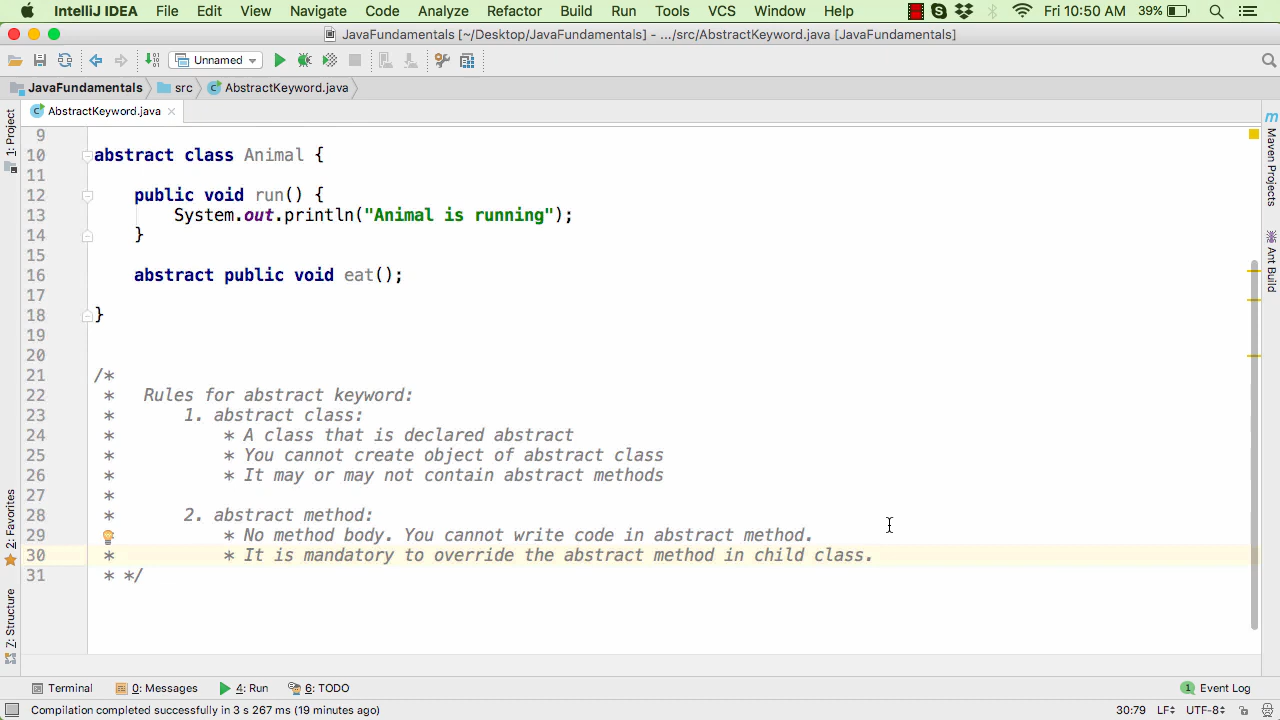 IntelliJ IDEA File Edit View Navigate Code Analyze Refactor Build Run Tools VCS Window Help Fri 10:50 AM 39%
JavaFundamentals [~/Desktop/JavaFundamentals] - .../src/AbstractKeyword.java [JavaFundamentals]
Unnamed
JavaFundamentals src AbstractKeyword.java
AbstractKeyword.java
1: Project
2: Favorites
Z: Structure
Maven Projects
Ant Build
9
10 abstract class Animal {
11
12 public void run() {
13 System.out.println("Animal is running");
14 }
15
16 abstract public void eat();
17
18 }
19
20
21 /*
22 * Rules for abstract keyword:
23 * 1. abstract class:
24 * * A class that is declared abstract
25 * * You cannot create object of abstract class
26 * * It may or may not contain abstract methods
27 *
28 * 2. abstract method:
29 * * No method body. You cannot write code in abstract method.
30 * * It is mandatory to override the abstract method in child class.
31 * */
Terminal 0: Messages 4: Run 6: TODO 1 Event Log
Compilation completed successfully in 3 s 267 ms (19 minutes ago) 30:79 LF÷ UTF-8÷